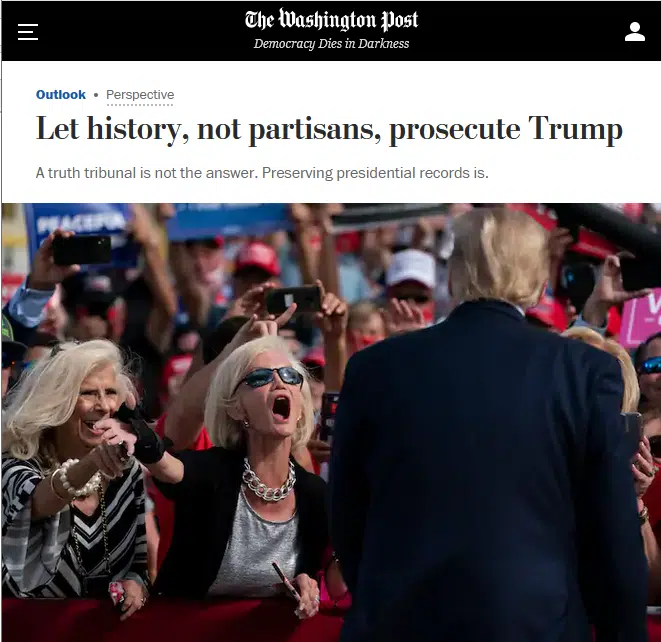 The Washington Post
Democracy Dies in Darkness
Outlook • Perspective
Let history, not partisans, prosecute Trump
A truth tribunal is not the answer. Preserving presidential records is.
PEACEFUL